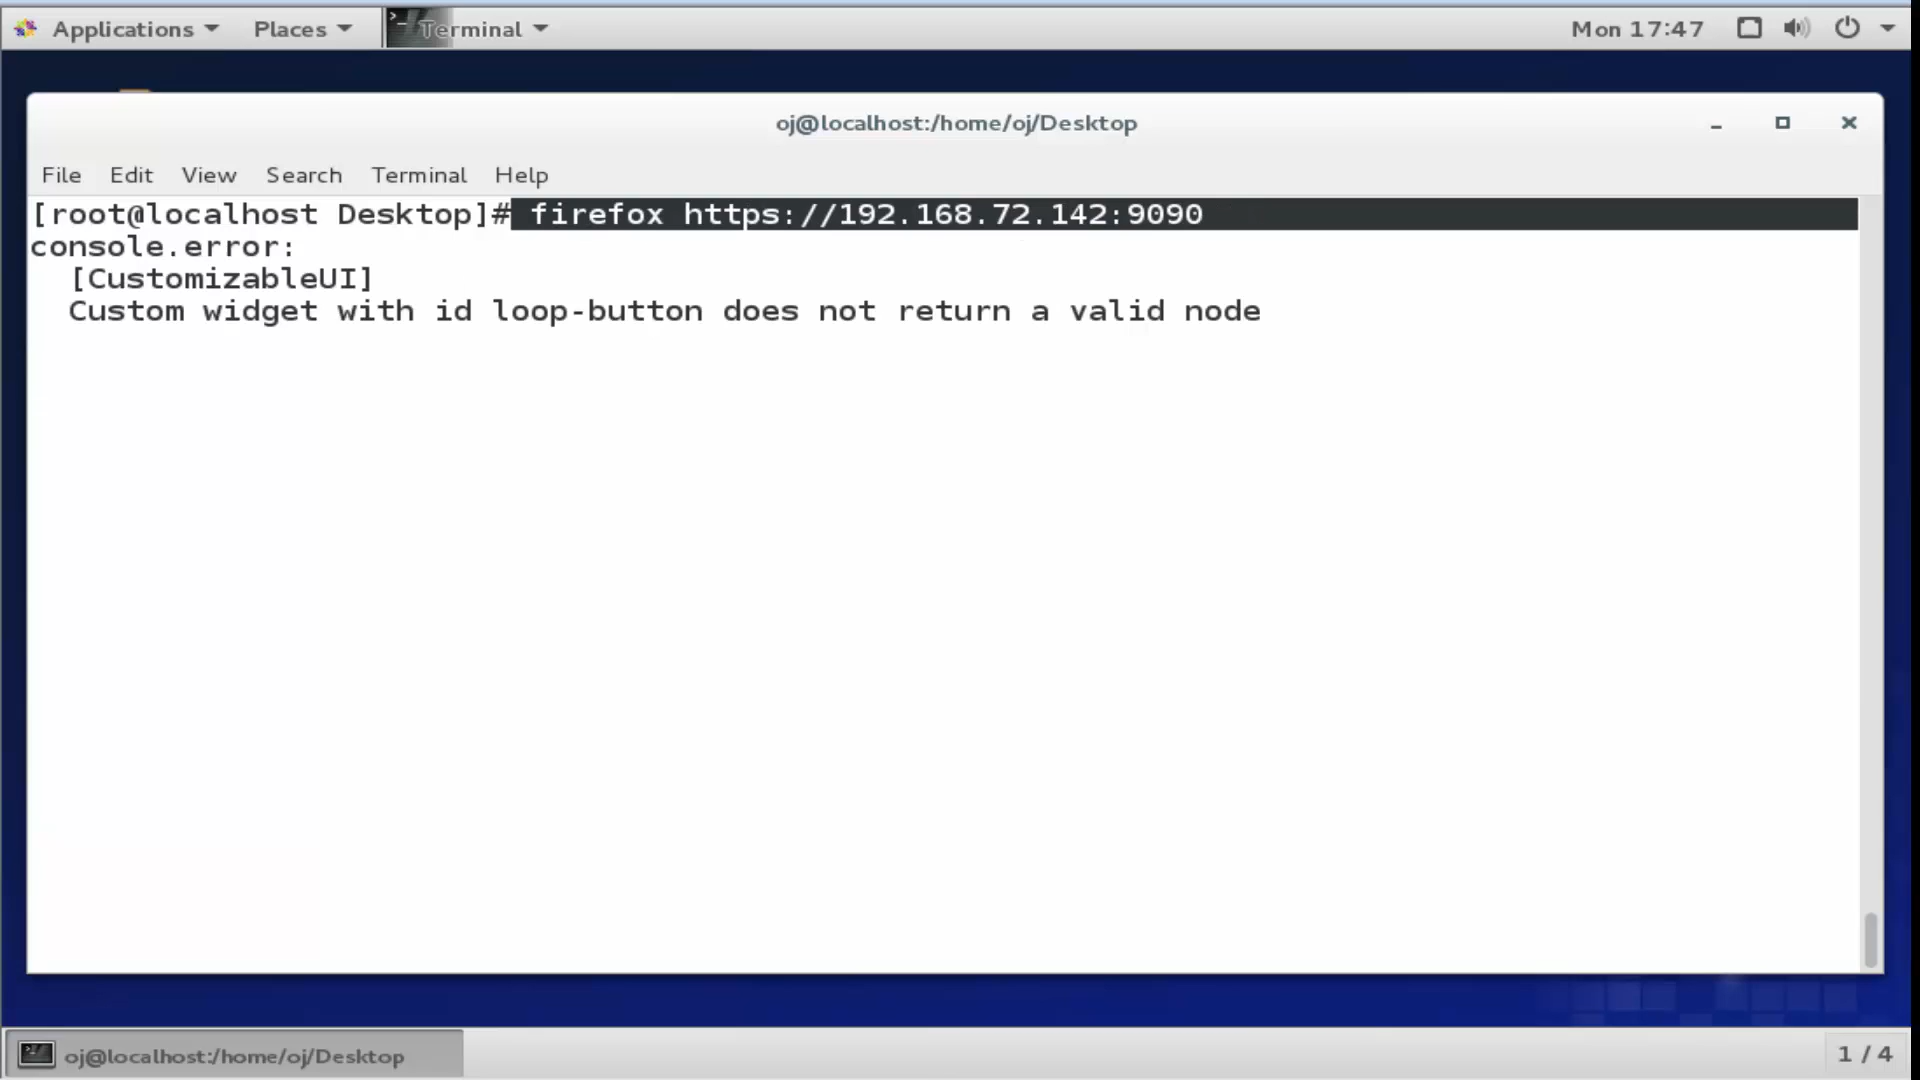 Applications Places Terminal Mon 17:47
oj@localhost:/home/oj/Desktop
File Edit View Search Terminal Help
[root@localhost Desktop]# firefox https://192.168.72.142:9090
console.error:
  [CustomizableUI]
  Custom widget with id loop-button does not return a valid node
oj@localhost:/home/oj/Desktop 1 / 4